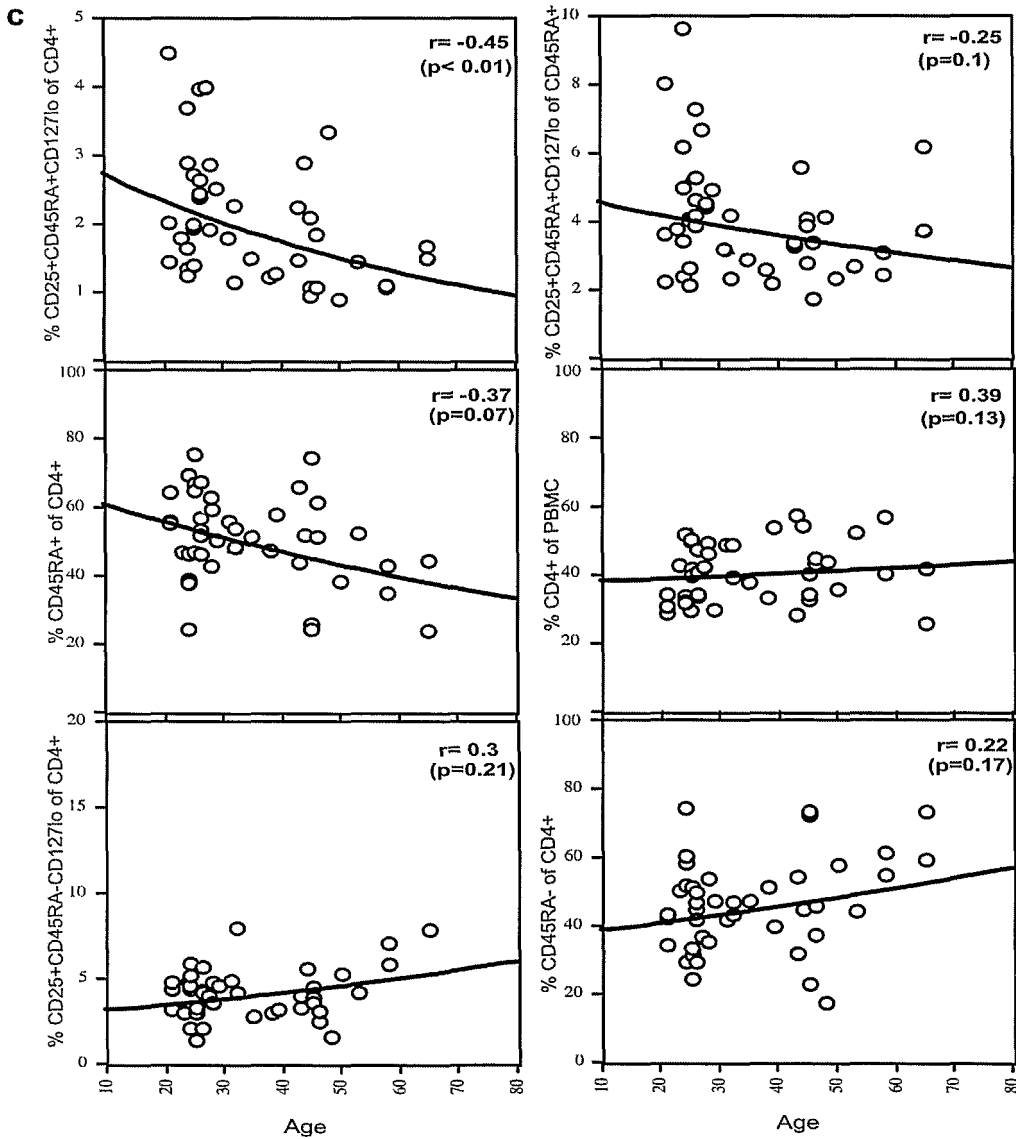 c
% CD25+CD45RA+CD127lo of CD4+
5
4
3
2
1
r= -0.45
(p< 0.01)
% CD25+CD45RA+CD127lo of CD45RA+
10
8
6
4
2
r= -0.25
(p=0.1)
% CD45RA+ of CD4+
100
80
60
40
20
r= -0.37
(p=0.07)
% CD4+ of PBMC
100
80
60
40
20
r= 0.39
(p=0.13)
% CD25+CD45RA-CD127lo of CD4+
20
15
10
5
0
r= 0.3
(p=0.21)
10 20 30 40 50 60 70 80
Age
% CD45RA- of CD4+
100
80
60
40
20
0
r= 0.22
(p=0.17)
10 20 30 40 50 60 70 80
Age